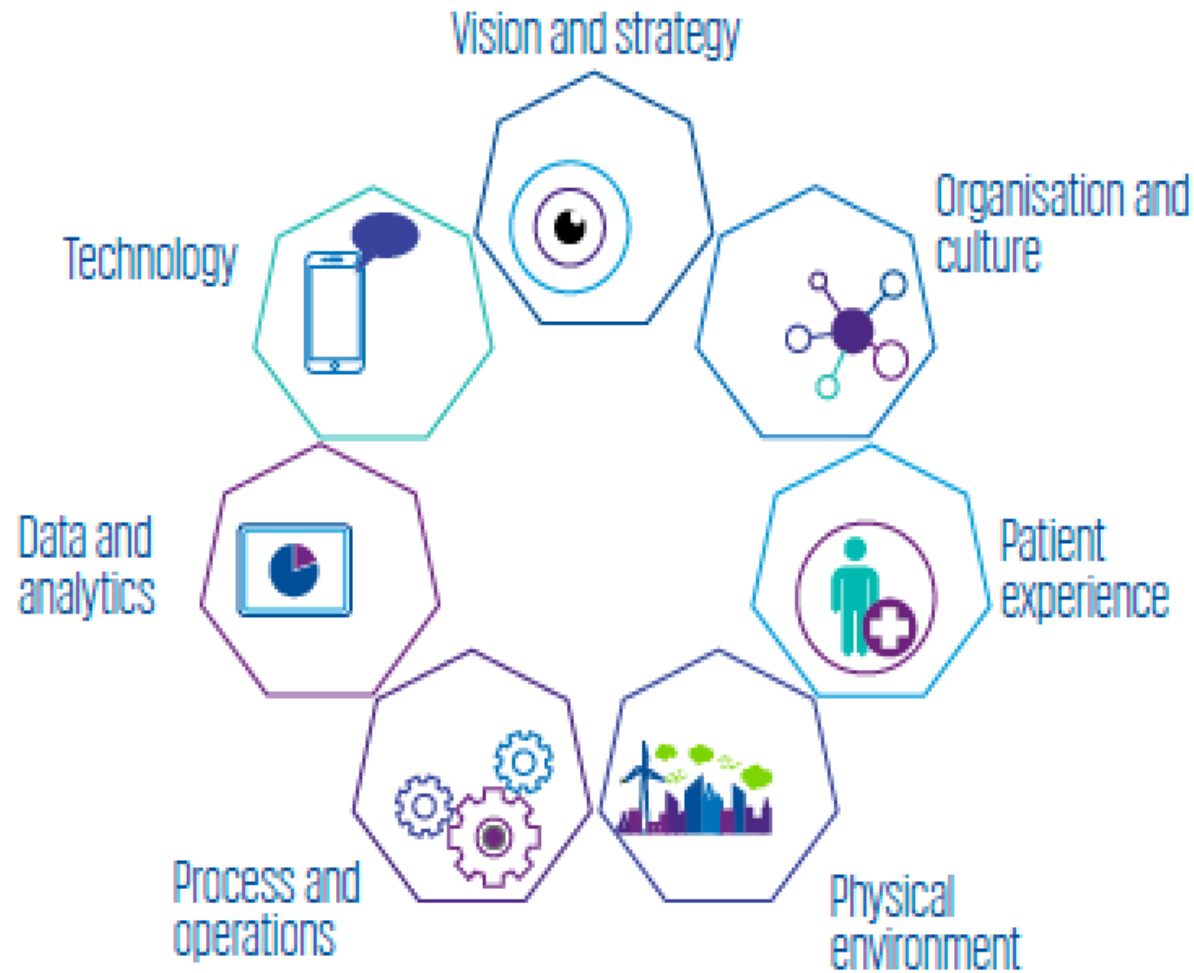 Vision and strategy
Organisation and
culture
Technology
Patient
experience
Data and
analytics
Process and
operations
Physical
environment